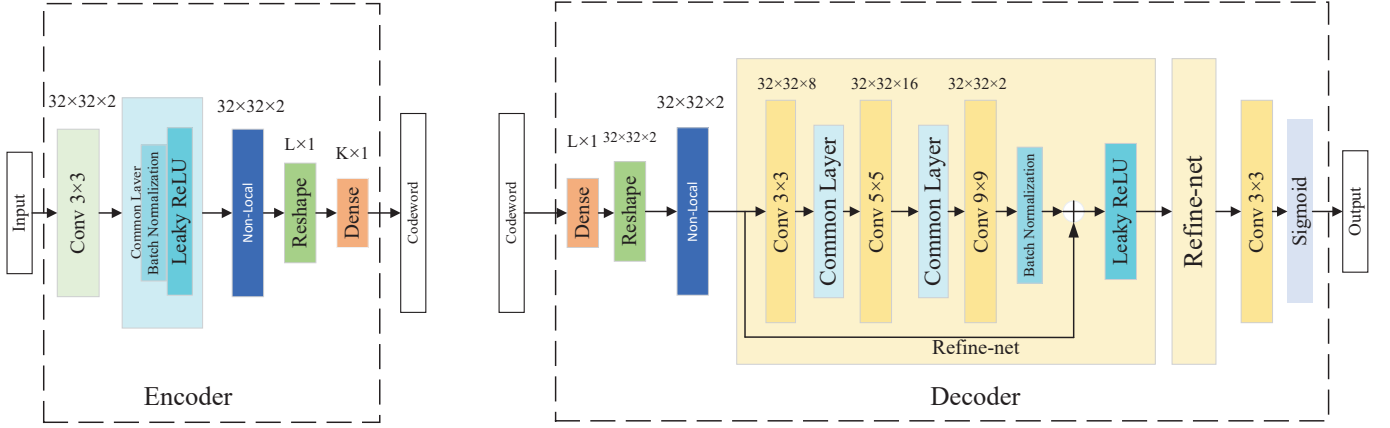 32×32×2
Input
Conv 3×3
Common Layer
Batch Normalization
Leaky ReLU
32×32×2
Non-Local
L×1
Reshape
K×1
Dense
Codeword
Encoder
Codeword
L×1
Dense
32×32×2
Reshape
32×32×2
Non-Local
32×32×8
Conv 3×3
Common Layer
32×32×16
Conv 5×5
Common Layer
32×32×2
Conv 9×9
Batch Normalization
Leaky ReLU
Refine-net
Refine-net
Conv 3×3
Sigmoid
Output
Decoder